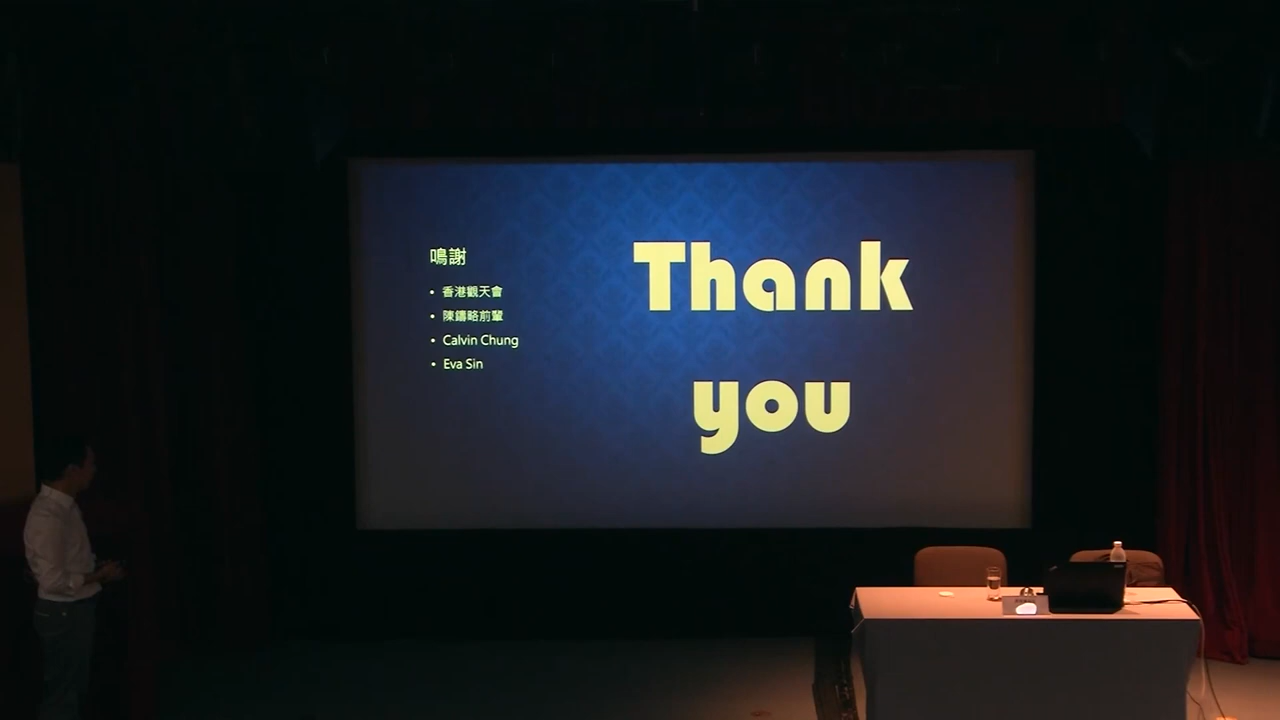 鳴謝
• 香港觀天會
• 陳鑄略前輩
• Calvin Chung
• Eva Sin
Thank
you